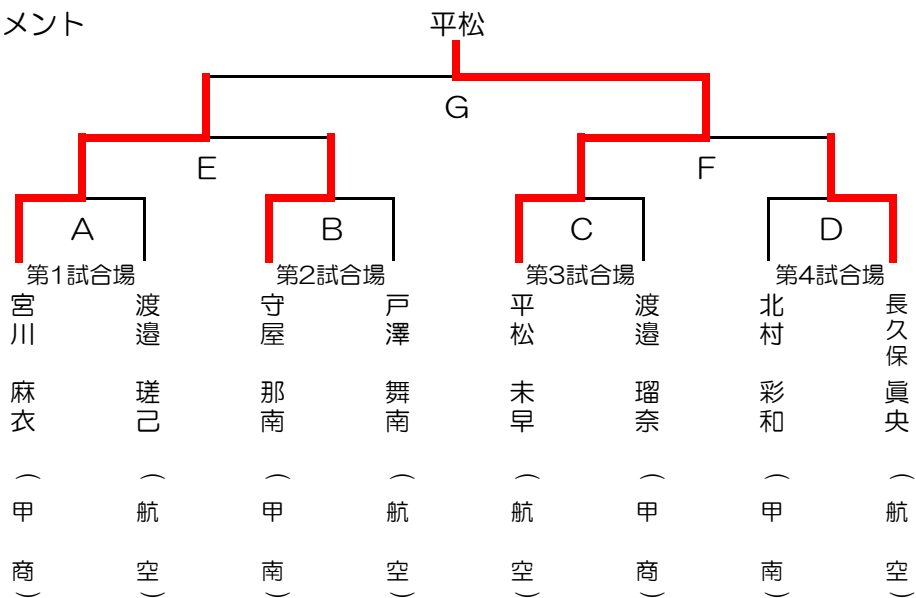 メント
平松
G
E
F
A
B
C
D
第1試合場
第2試合場
第3試合場
第4試合場
宮川 麻衣 (甲商)
渡邉 瑳己 (航空)
守屋 那南 (甲南)
戸澤 舞南 (航空)
平松 未早 (航空)
渡邉 瑠奈 (甲商)
北村 彩和 (甲南)
長久保 眞央 (航空)